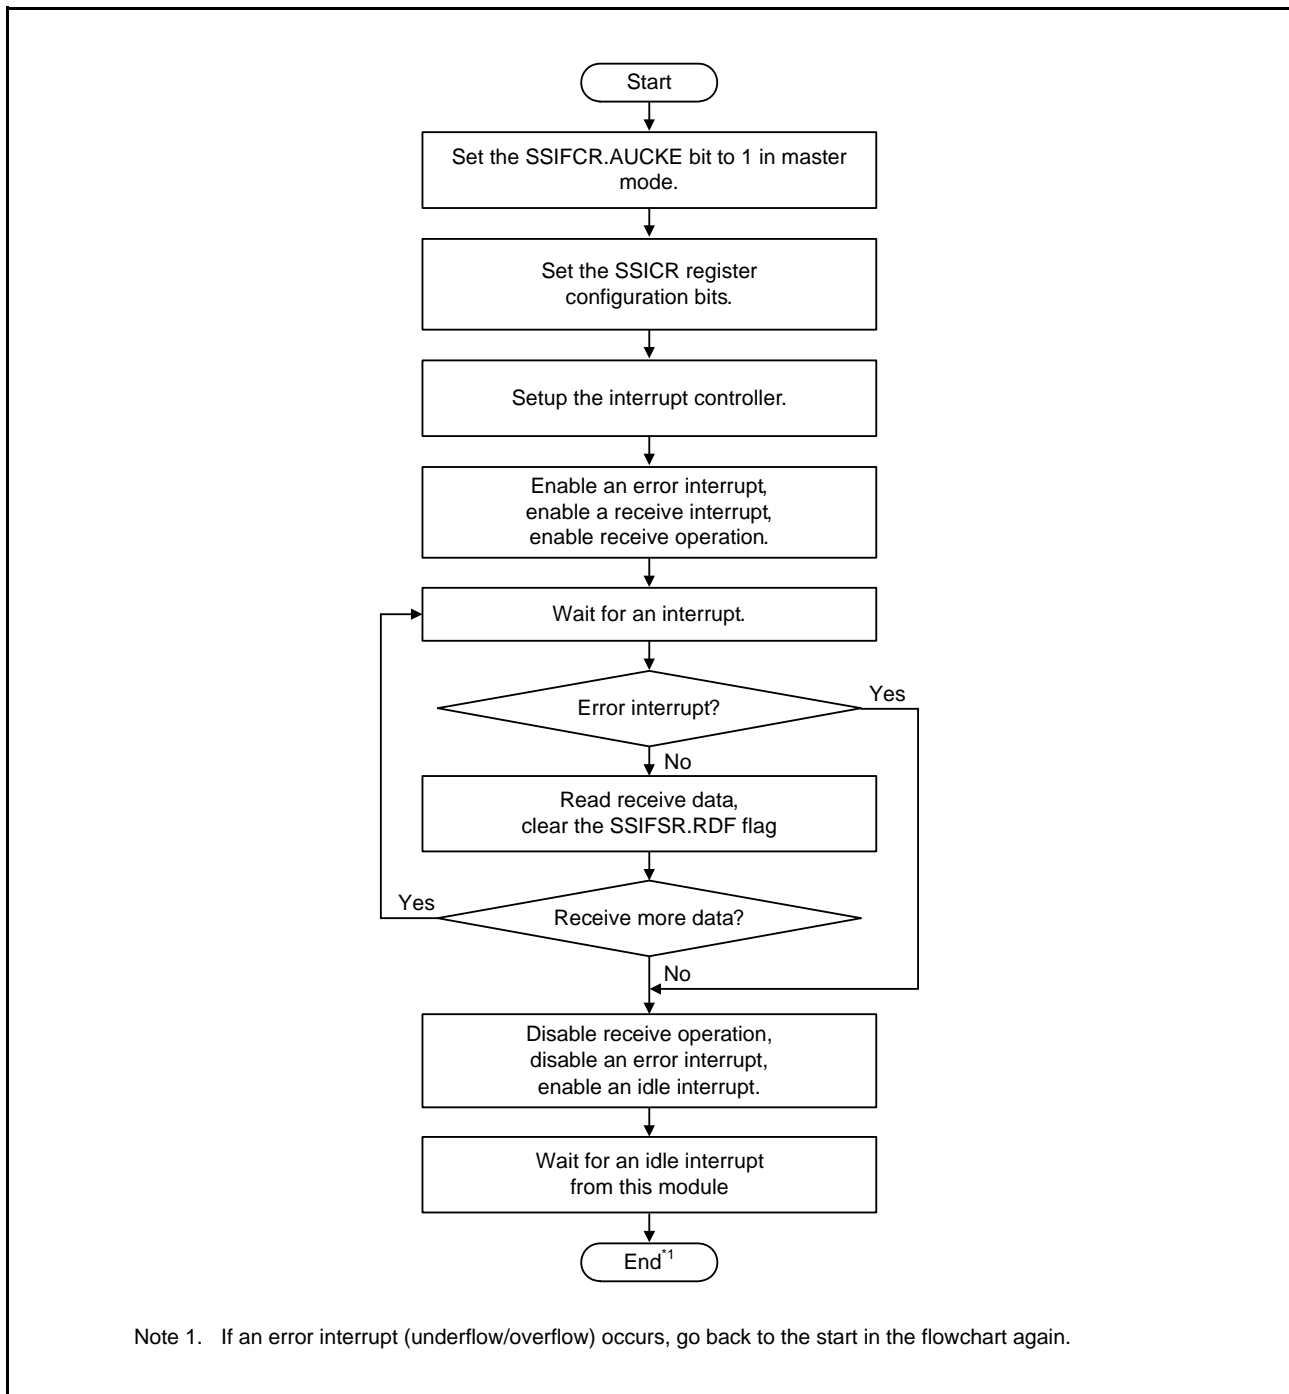 Start
Set the SSIFCR.AUCKE bit to 1 in master
mode.
Set the SSICR register
configuration bits.
Setup the interrupt controller.
Enable an error interrupt,
enable a receive interrupt,
enable receive operation.
Wait for an interrupt.
Error interrupt?
Yes
No
Read receive data,
clear the SSIFSR.RDF flag
Yes
Receive more data?
No
Disable receive operation,
disable an error interrupt,
enable an idle interrupt.
Wait for an idle interrupt
from this module
End*1
Note 1. If an error interrupt (underflow/overflow) occurs, go back to the start in the flowchart again.